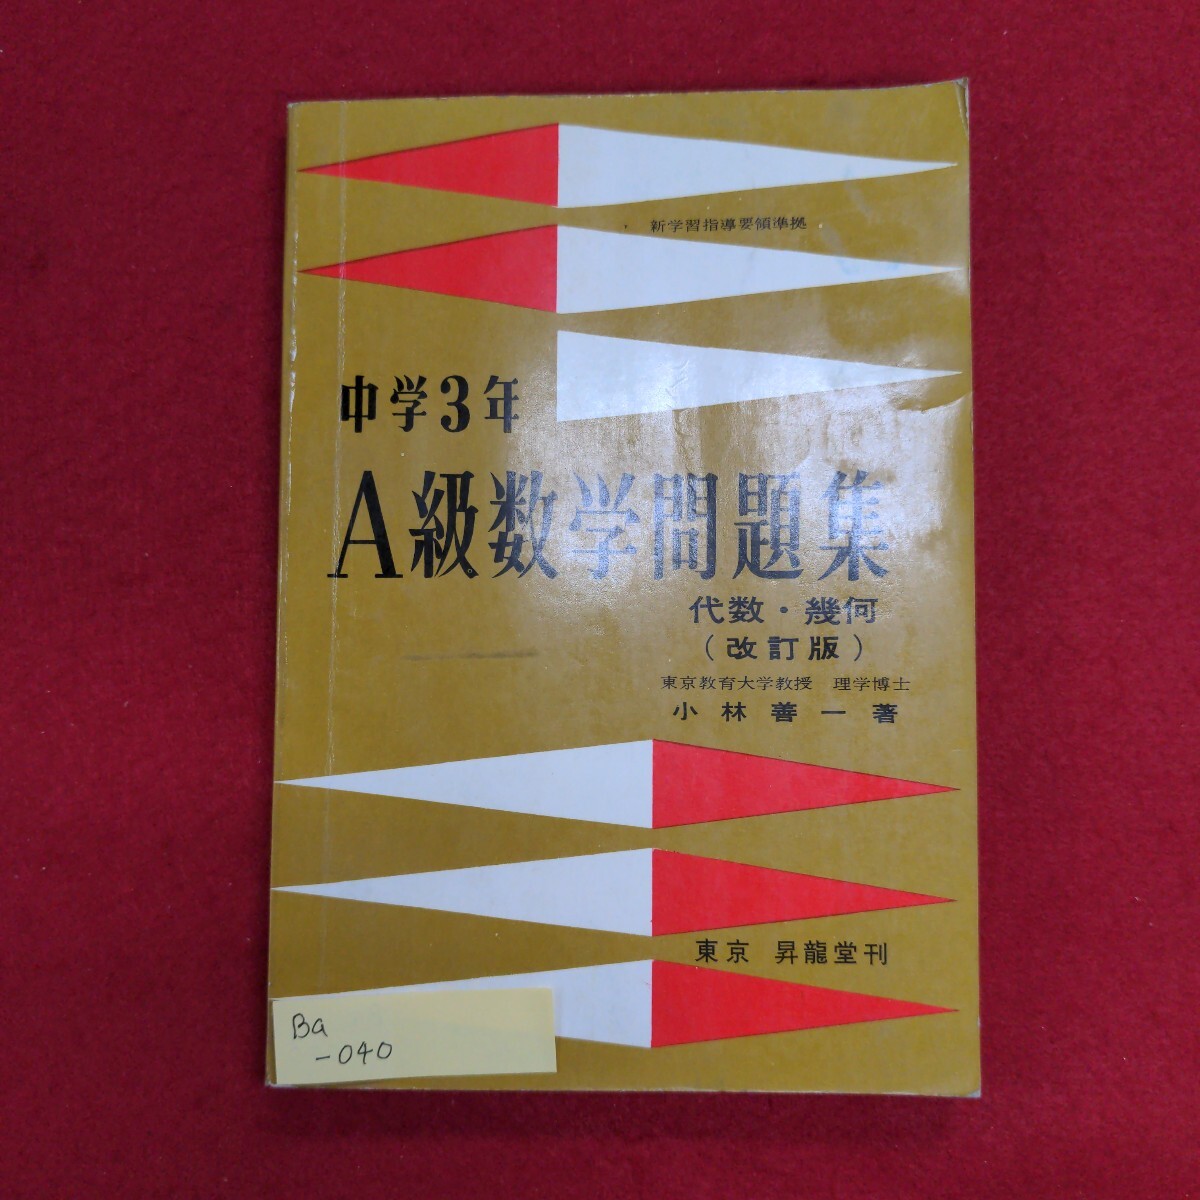 新学習指導要領準拠
中学3年
A級数学問題集
代数・幾何
(改訂版)
東京教育大学教授 理学博士
小林善一著
東京 昇龍堂刊
Ba
-040